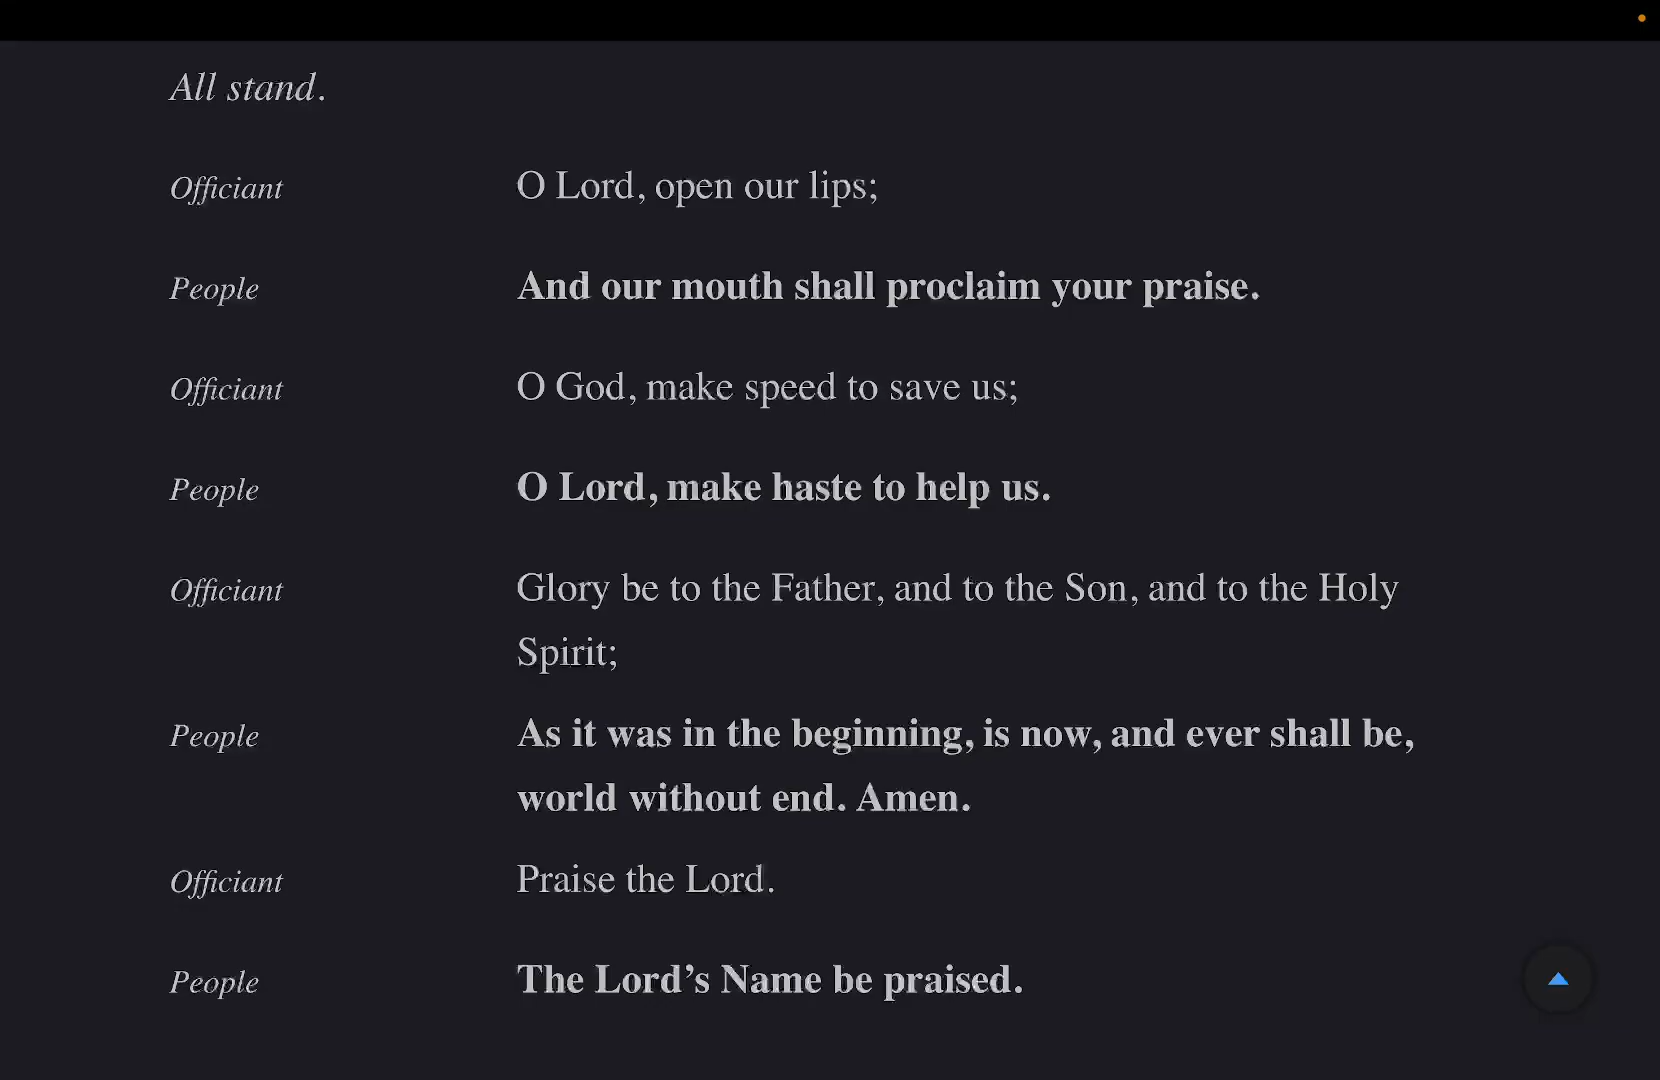 All stand.
Officiant O Lord, open our lips;
People And our mouth shall proclaim your praise.
Officiant O God, make speed to save us;
People O Lord, make haste to help us.
Officiant Glory be to the Father, and to the Son, and to the Holy
Spirit;
People As it was in the beginning, is now, and ever shall be,
world without end. Amen.
Officiant Praise the Lord.
People The Lord’s Name be praised.